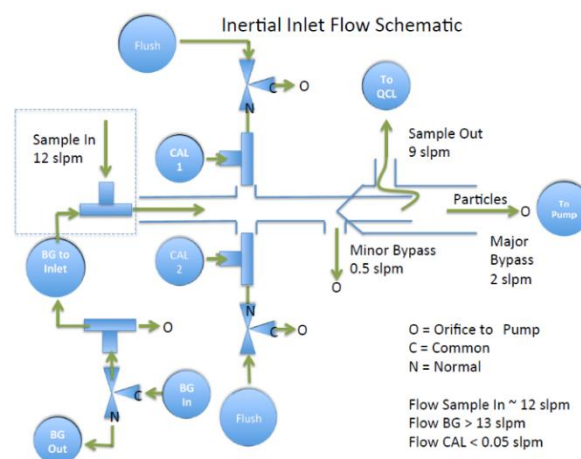 Inertial Inlet Flow Schematic
Flush
C
O
N
To
QCL
Sample In
12 slpm
CAL
1
Sample Out
9 slpm
Particles
O
To
Pump
BG to
Inlet
CAL
2
Minor Bypass
0.5 slpm
Major
Bypass
2 slpm
O
N
O
C
O
O = Orifice to Pump
C = Common
N = Normal
C
BG
In
N
Flush
BG
Out
Flow Sample In ~ 12 slpm
Flow BG > 13 slpm
Flow CAL < 0.05 slpm